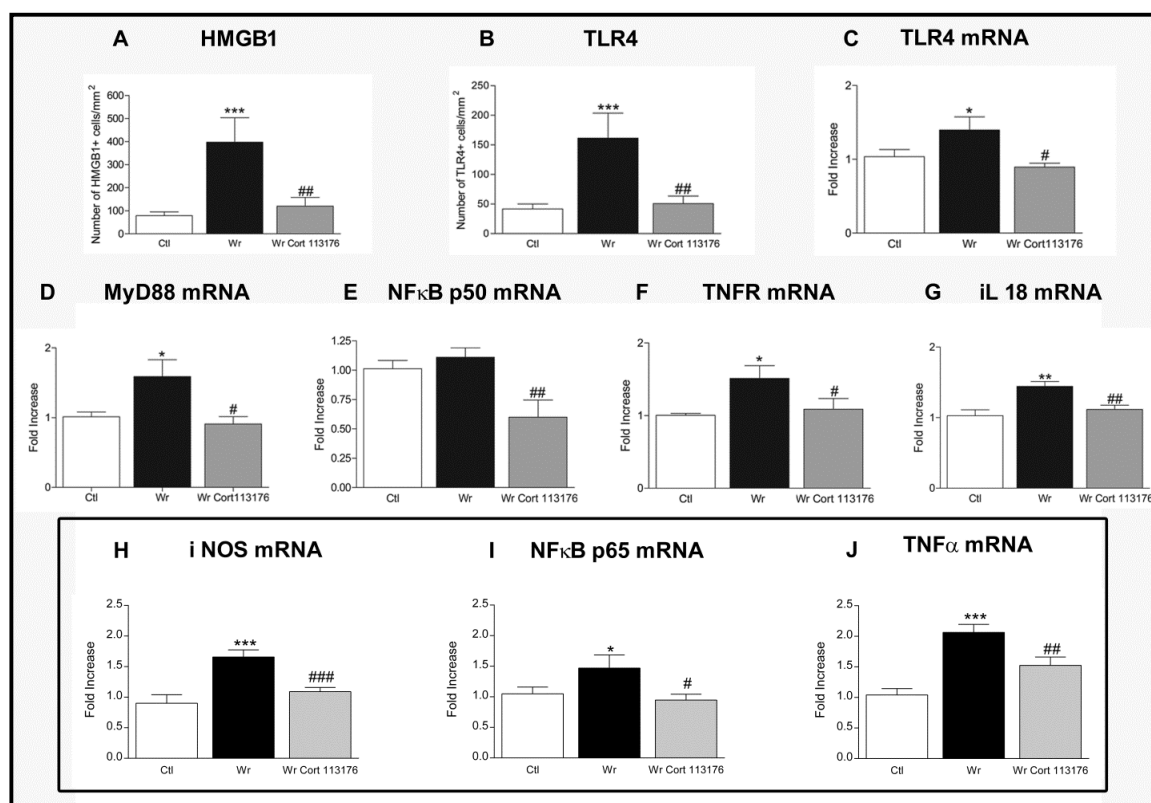 A HMGB1
B TLR4
C TLR4 mRNA
Number of HMGB1+ cells/mm²
600
500
400
300
200
100
0
***
##
Ctl Wr Wr Cort 113176
Number of TLR4+ cells/mm²
250
200
150
100
50
0
***
##
Ctl Wr Wr Cort 113176
Fold Increase
2
1
0
*
#
Ctl Wr Wr Cort113176
D MyD88 mRNA
E NFκB p50 mRNA
F TNFR mRNA
G iL 18 mRNA
Fold Increase
2
1
0
*
#
Ctl Wr Wr Cort113176
Fold Increase
1.25
1.00
0.75
0.50
0.25
0.00
##
Ctl Wr Wr Cort 113176
Fold Increase
2
1
0
*
#
Ctl Wr Wr Cort 113176
Fold Increase
2
1
0
**
##
Ctl Wr Wr Cort 113176
H i NOS mRNA
I NFκB p65 mRNA
J TNFα mRNA
Fold Increase
2.5
2.0
1.5
1.0
0.5
0.0
***
###
Ctl Wr Wr Cort 113176
Fold Increase
2.5
2.0
1.5
1.0
0.5
0.0
*
#
Ctl Wr Wr Cort 113176
Fold Increase
2.5
2.0
1.5
1.0
0.5
0.0
***
##
Ctl Wr Wr Cort 113176